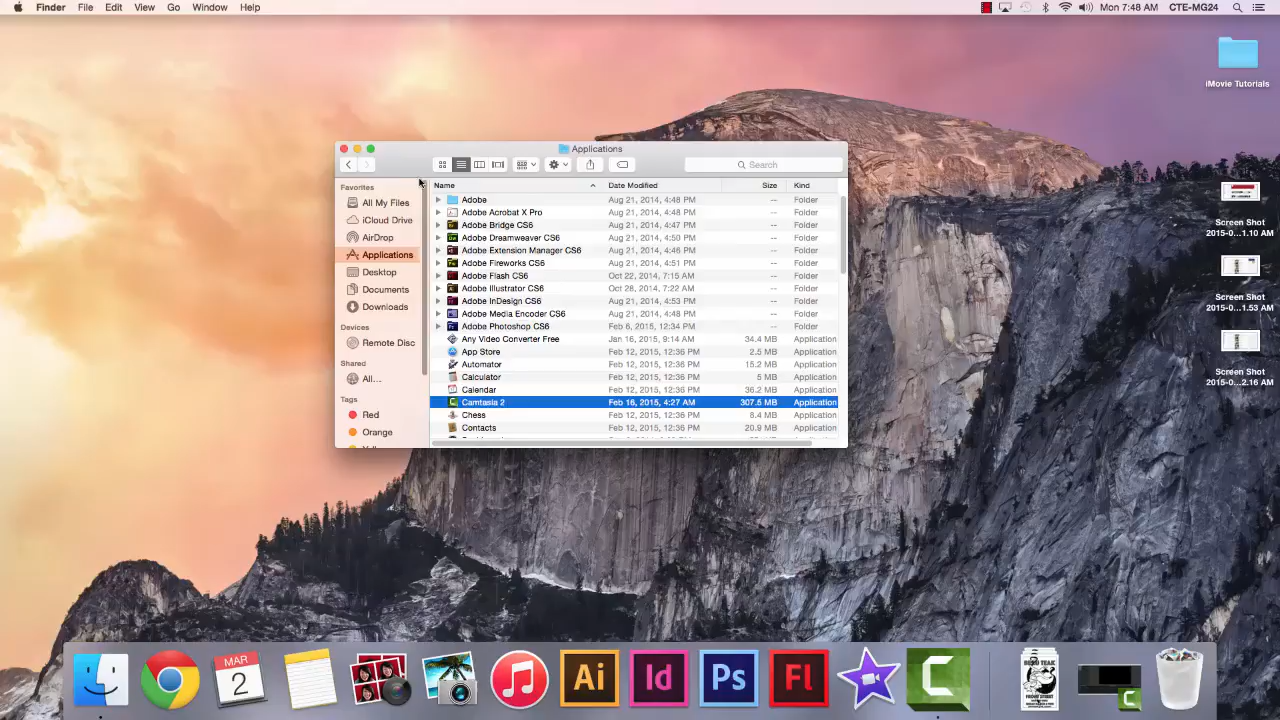 Finder File Edit View Go Window Help Mon 7:48 AM CTE-MG24
iMovie Tutorials
Applications
Search
Favorites
All My Files
iCloud Drive
AirDrop
Applications
Desktop
Documents
Downloads
Devices
Remote Disc
Shared
All...
Tags
Red
Orange
Name Date Modified Size Kind
Adobe Aug 21, 2014, 4:48 PM -- Folder
Adobe Acrobat X Pro Aug 21, 2014, 4:48 PM -- Folder
Adobe Bridge CS6 Aug 21, 2014, 4:47 PM -- Folder
Adobe Dreamweaver CS6 Aug 21, 2014, 4:50 PM -- Folder
Adobe Extension Manager CS6 Aug 21, 2014, 4:46 PM -- Folder
Adobe Fireworks CS6 Aug 21, 2014, 4:51 PM -- Folder
Adobe Flash CS6 Oct 22, 2014, 7:15 AM -- Folder
Adobe Illustrator CS6 Oct 28, 2014, 7:22 AM -- Folder
Adobe InDesign CS6 Aug 21, 2014, 4:53 PM -- Folder
Adobe Media Encoder CS6 Aug 21, 2014, 4:48 PM -- Folder
Adobe Photoshop CS6 Feb 6, 2015, 12:34 PM -- Folder
Any Video Converter Free Jan 16, 2015, 9:14 AM 34.4 MB Application
App Store Feb 12, 2015, 12:36 PM 2.5 MB Application
Automator Feb 12, 2015, 12:36 PM 15.2 MB Application
Calculator Feb 12, 2015, 12:36 PM 5 MB Application
Calendar Feb 12, 2015, 12:36 PM 36.2 MB Application
Camtasia 2 Feb 16, 2015, 4:27 AM 307.5 MB Application
Chess Feb 12, 2015, 12:36 PM 8.4 MB Application
Contacts Feb 12, 2015, 12:36 PM 20.9 MB Application
Screen Shot
2015-0...1.10 AM
Screen Shot
2015-0...1.53 AM
Screen Shot
2015-0...2.16 AM
MAR
2
Ai
Id
Ps
Fl
C